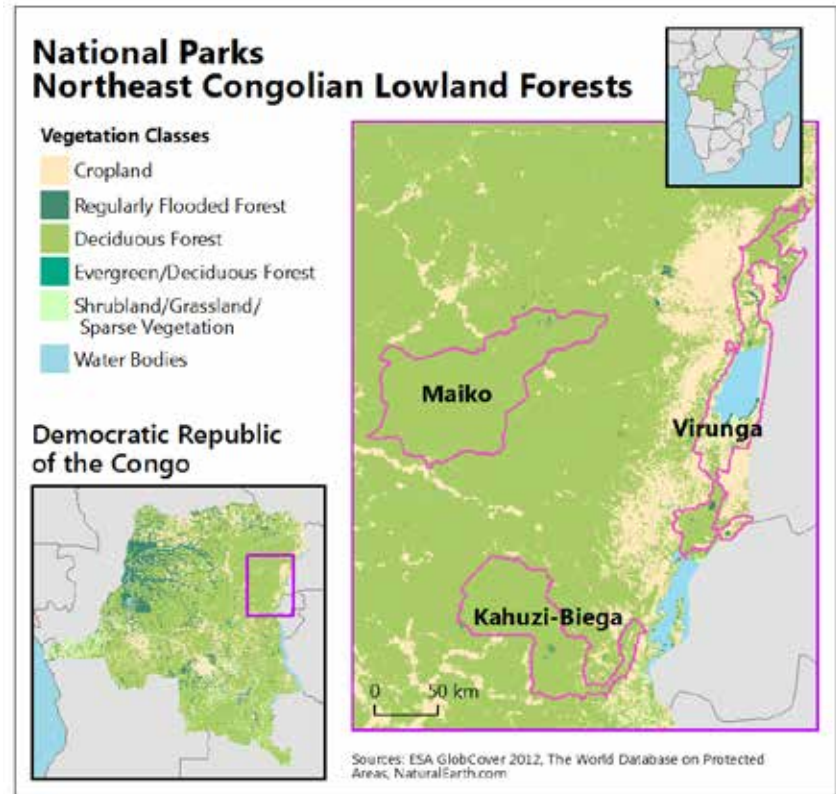 National Parks
Northeast Congolian Lowland Forests
Vegetation Classes
Cropland
Regularly Flooded Forest
Deciduous Forest
Evergreen/Deciduous Forest
Shrubland/Grassland/
Sparse Vegetation
Water Bodies
Democratic Republic
of the Congo
Maiko
Virunga
Kahuzi-Biega
0 50 km
Sources: ESA GlobCover 2012, The World Database on Protected
Areas, NaturalEarth.com